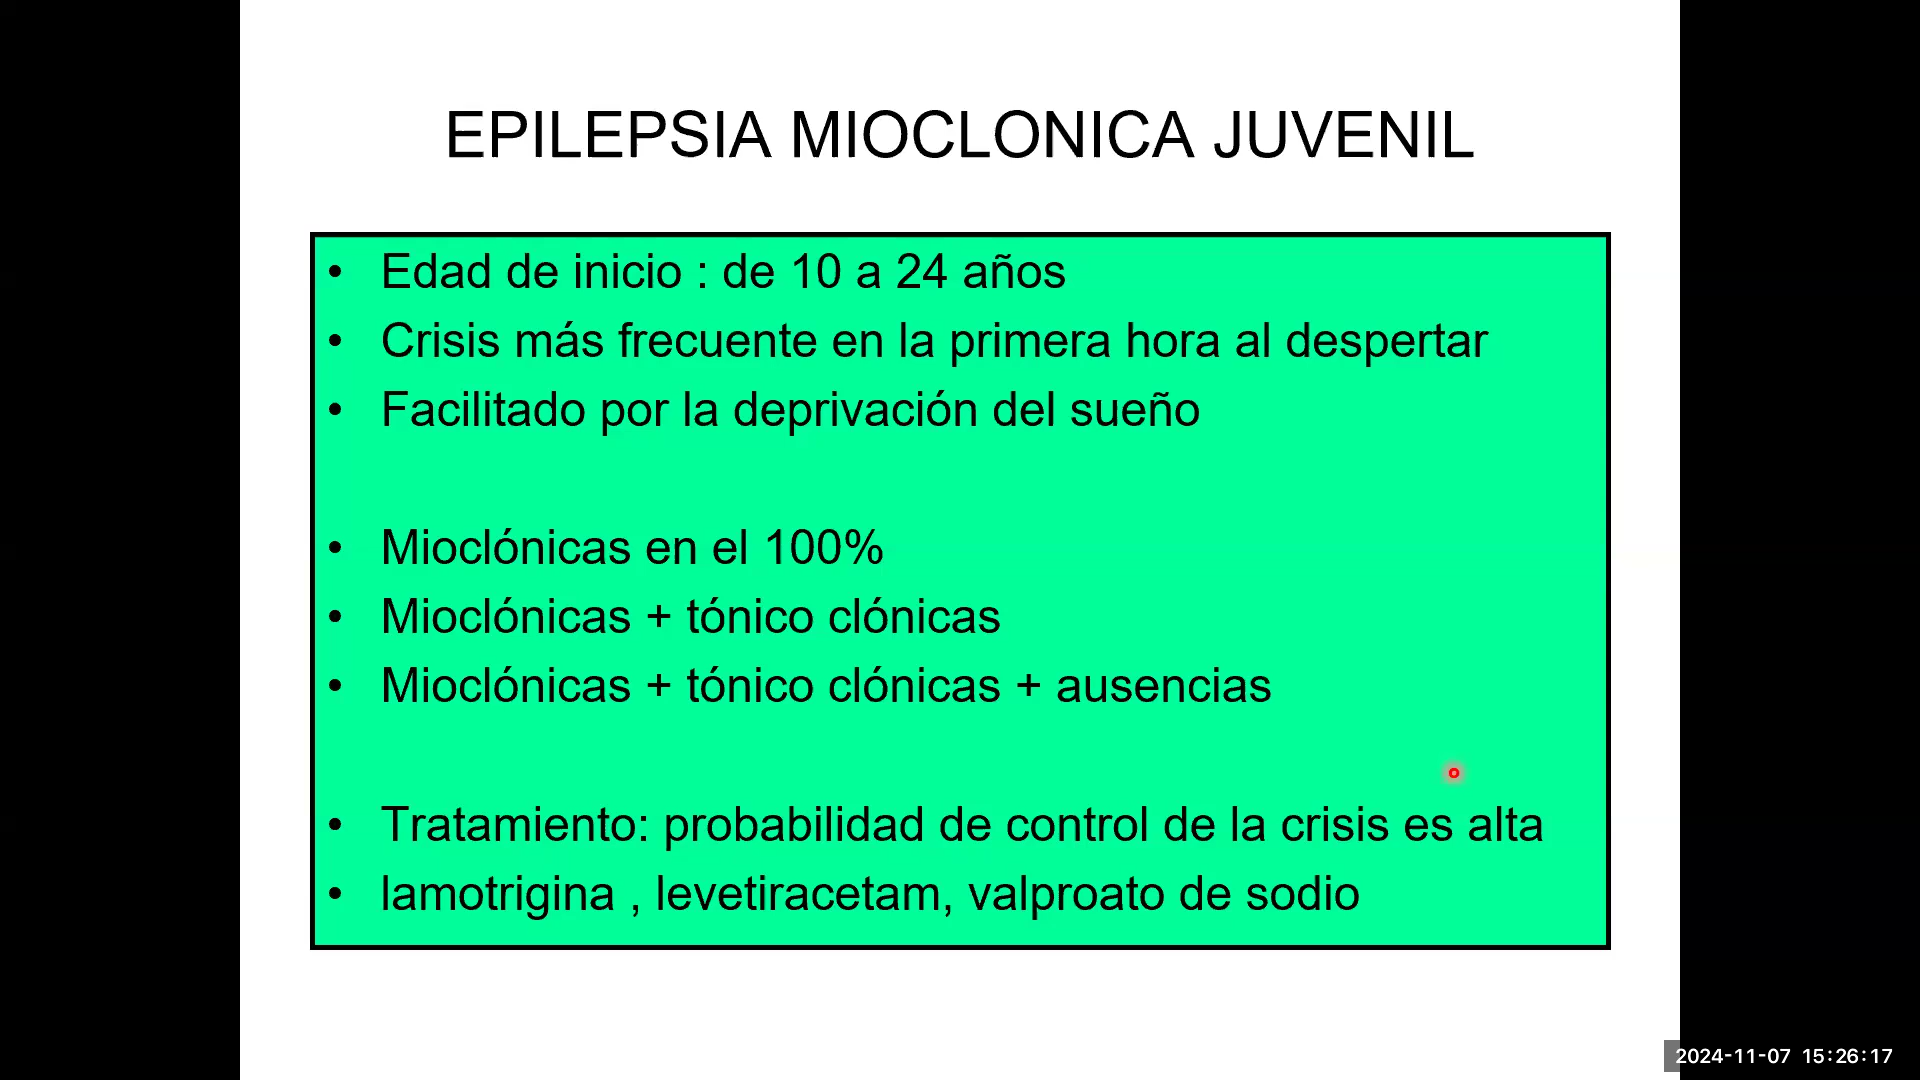 EPILEPSIA MIOCLONICA JUVENIL
• Edad de inicio : de 10 a 24 años
• Crisis más frecuente en la primera hora al despertar
• Facilitado por la deprivación del sueño
• Mioclónicas en el 100%
• Mioclónicas + tónico clónicas
• Mioclónicas + tónico clónicas + ausencias
• Tratamiento: probabilidad de control de la crisis es alta
• lamotrigina , levetiracetam, valproato de sodio
2024-11-07 15:26:17